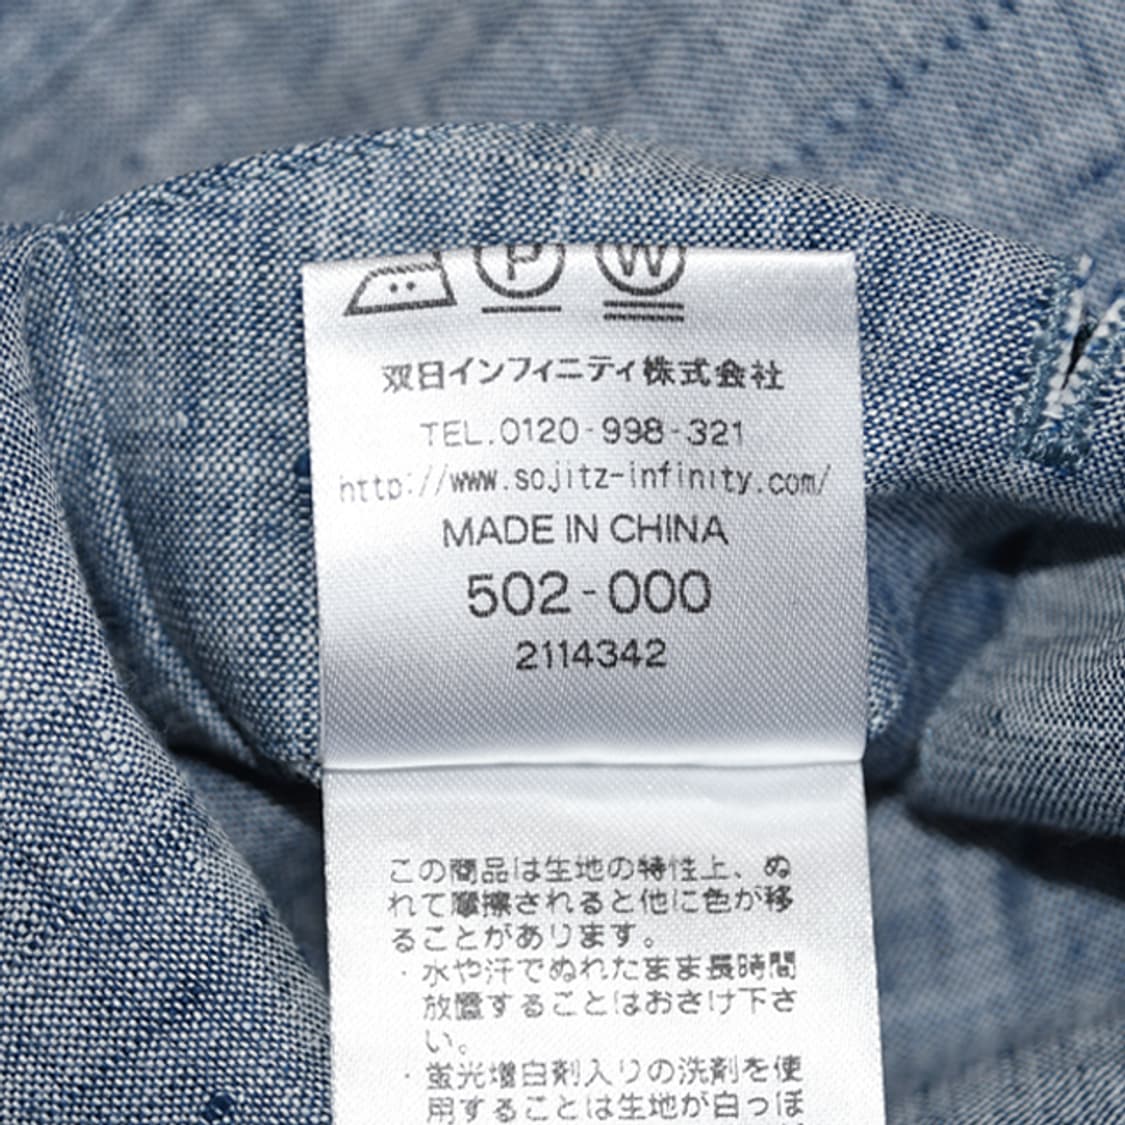 P W
双日インフィニティ株式会社
TEL.0120-998-321
http://www.sojitz-infinity.com/
MADE IN CHINA
502-000
2114342
この商品は生地の特性上、ぬ
れて摩擦されると他に色が移
ることがあります。
・水や汗でぬれたまま長時間
放置することはおさけ下さ
い。
・蛍光増白剤入りの洗剤を使
用することは生地が白っぽ